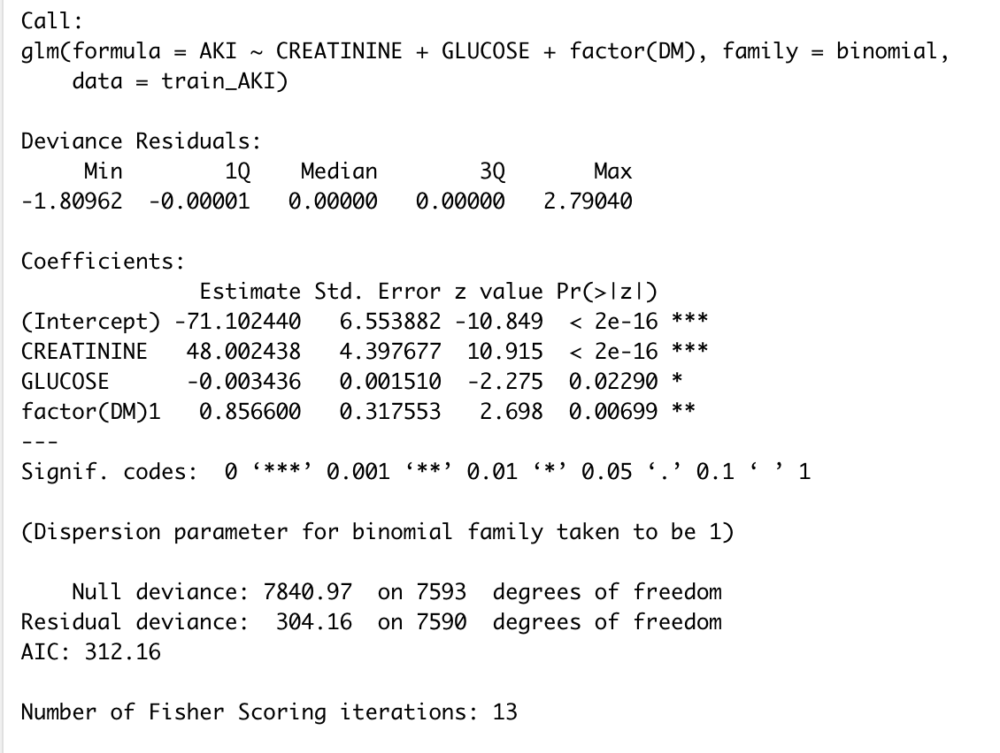 Call:
glm(formula = AKI ~ CREATININE + GLUCOSE + factor(DM), family = binomial,
    data = train_AKI)

Deviance Residuals:
     Min        1Q    Median        3Q       Max
-1.80962  -0.00001   0.00000   0.00000   2.79040

Coefficients:
              Estimate Std. Error z value Pr(>|z|)
(Intercept) -71.102440   6.553882 -10.849  < 2e-16 ***
CREATININE   48.002438   4.397677  10.915  < 2e-16 ***
GLUCOSE      -0.003436   0.001510  -2.275  0.02290 *
factor(DM)1   0.856600   0.317553   2.698  0.00699 **
---
Signif. codes:  0 ‘***’ 0.001 ‘**’ 0.01 ‘*’ 0.05 ‘.’ 0.1 ‘ ’ 1

(Dispersion parameter for binomial family taken to be 1)

    Null deviance: 7840.97  on 7593  degrees of freedom
Residual deviance:  304.16  on 7590  degrees of freedom
AIC: 312.16

Number of Fisher Scoring iterations: 13